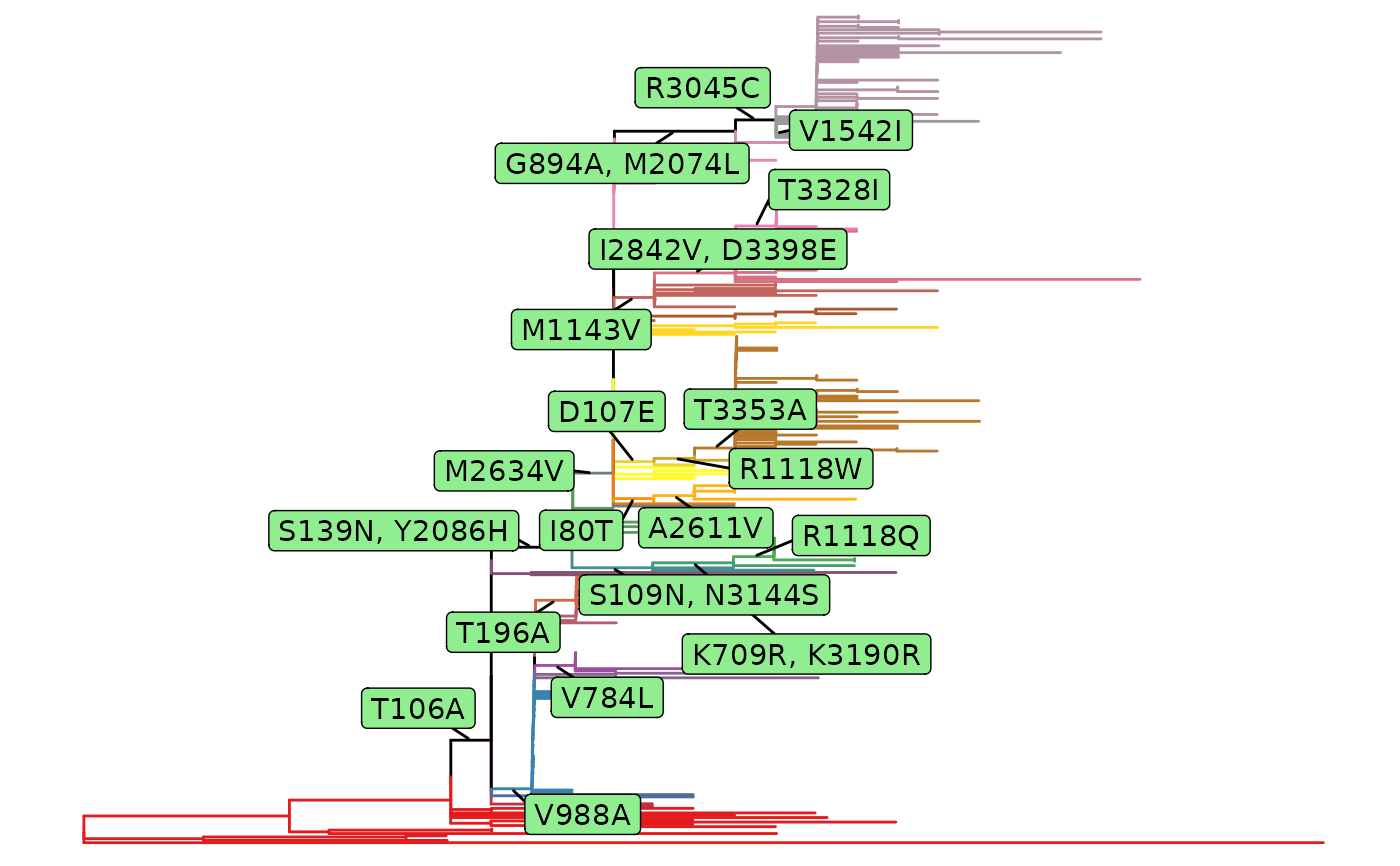 R3045C
V1542I
G894A, M2074L
T3328I
I2842V, D3398E
M1143V
D107E
T3353A
M2634V
R1118W
S139N, Y2086H
I80T
A2611V
R1118Q
S109N, N3144S
T196A
K709R, K3190R
V784L
T106A
V988A